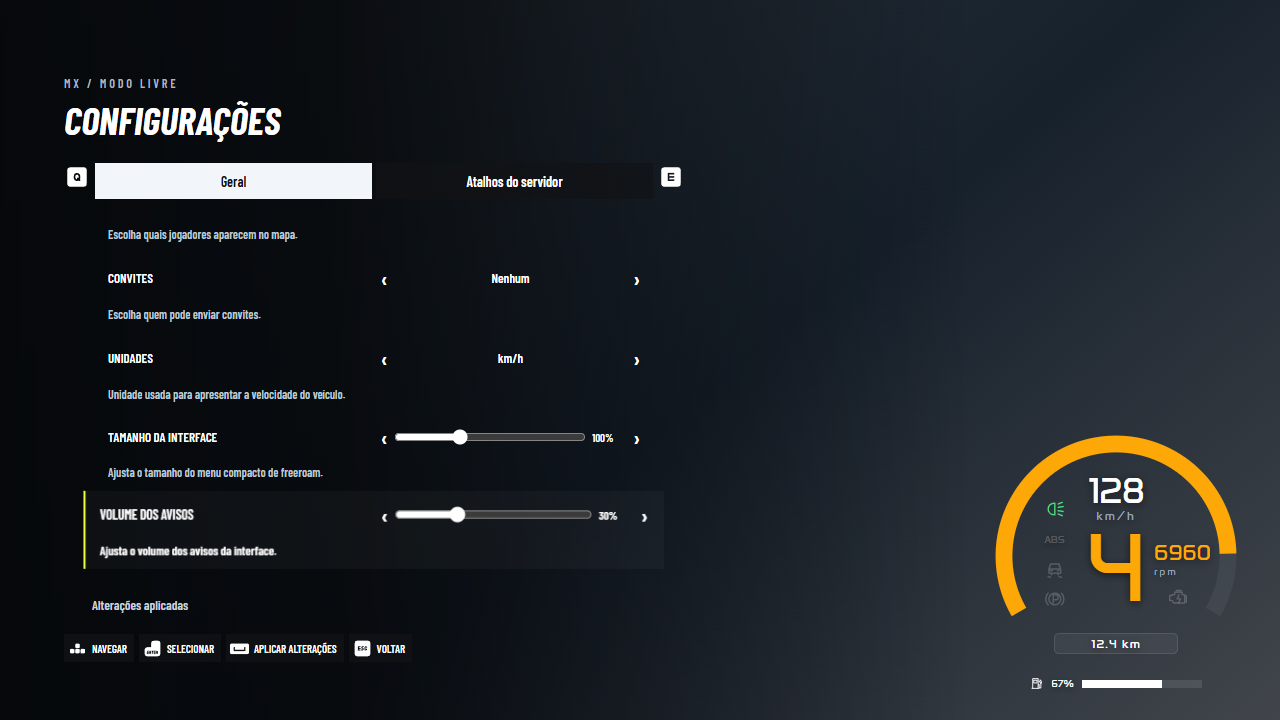 MX / MODO LIVRE
CONFIGURAÇÕES
Q
Geral
Atalhos do servidor
E
Escolha quais jogadores aparecem no mapa.
CONVITES
‹ Nenhum ›
Escolha quem pode enviar convites.
UNIDADES
‹ km/h ›
Unidade usada para apresentar a velocidade do veículo.
TAMANHO DA INTERFACE
‹ 100% ›
Ajusta o tamanho do menu compacto de freeroam.
VOLUME DOS AVISOS
‹ 30% ›
Ajusta o volume dos avisos da interface.
Alterações aplicadas
NAVEGAR
ENTER SELECIONAR
APLICAR ALTERAÇÕES
ESC VOLTAR
128
km/h
ABS
4
6960
rpm
P
12.4 km
67%